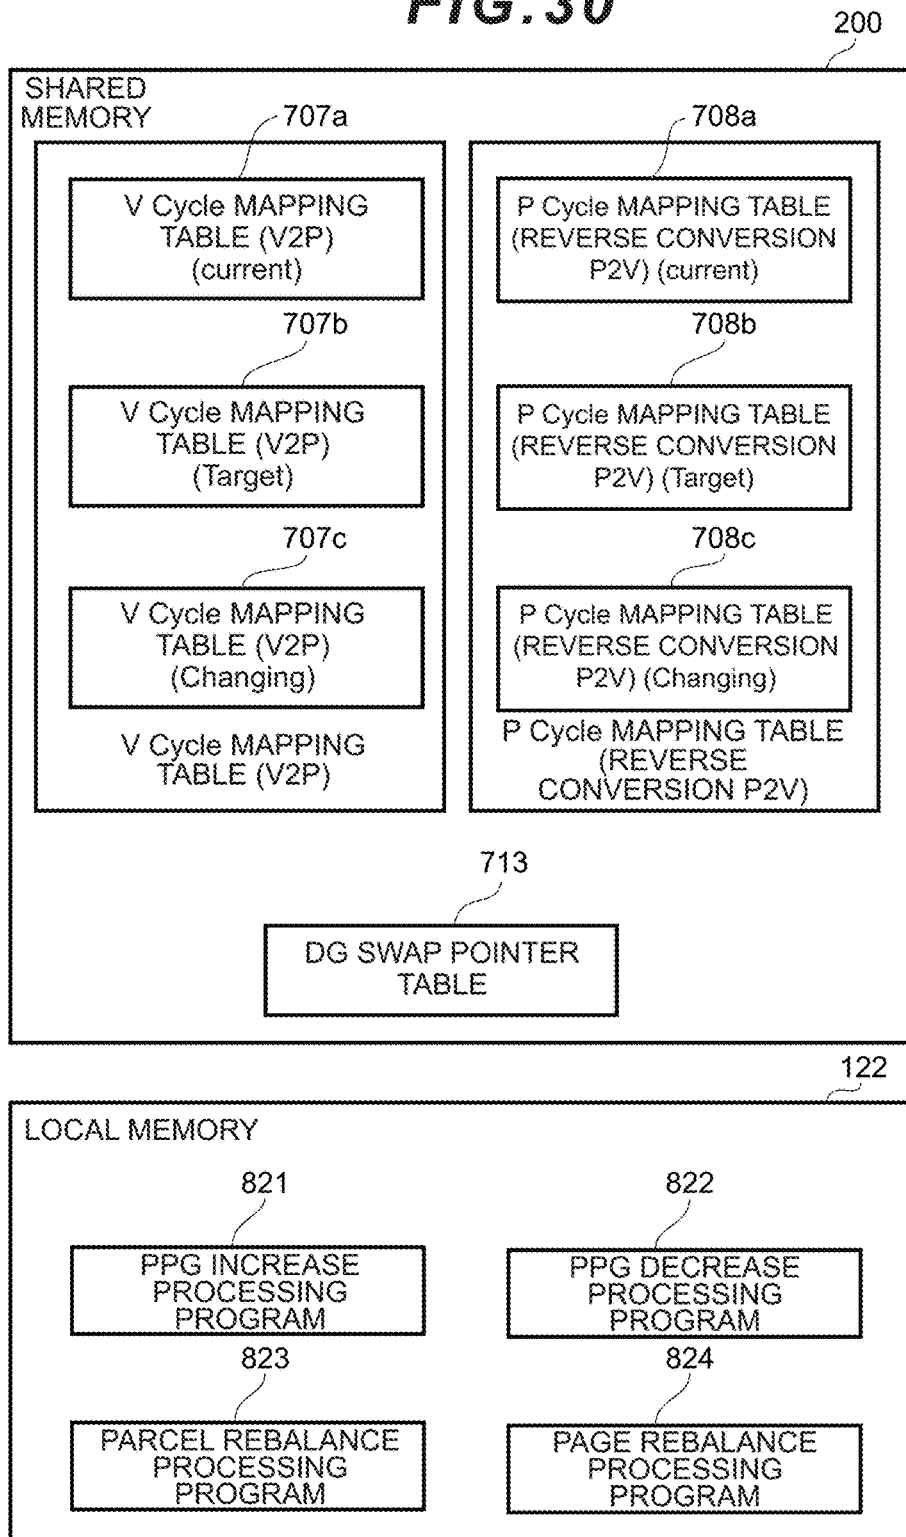 FIG.30
200
SHARED
MEMORY
707a
708a
V Cycle MAPPING
TABLE (V2P)
(current)
P Cycle MAPPING TABLE
(REVERSE CONVERSION
P2V) (current)
707b
708b
V Cycle MAPPING
TABLE (V2P)
(Target)
P Cycle MAPPING TABLE
(REVERSE CONVERSION
P2V) (Target)
707c
708c
V Cycle MAPPING
TABLE (V2P)
(Changing)
P Cycle MAPPING TABLE
(REVERSE CONVERSION
P2V) (Changing)
V Cycle MAPPING
TABLE (V2P)
P Cycle MAPPING TABLE
(REVERSE
CONVERSION P2V)
713
DG SWAP POINTER
TABLE
122
LOCAL MEMORY
821
822
PPG INCREASE
PROCESSING
PROGRAM
PPG DECREASE
PROCESSING
PROGRAM
823
824
PARCEL REBALANCE
PROCESSING
PROGRAM
PAGE REBALANCE
PROCESSING
PROGRAM